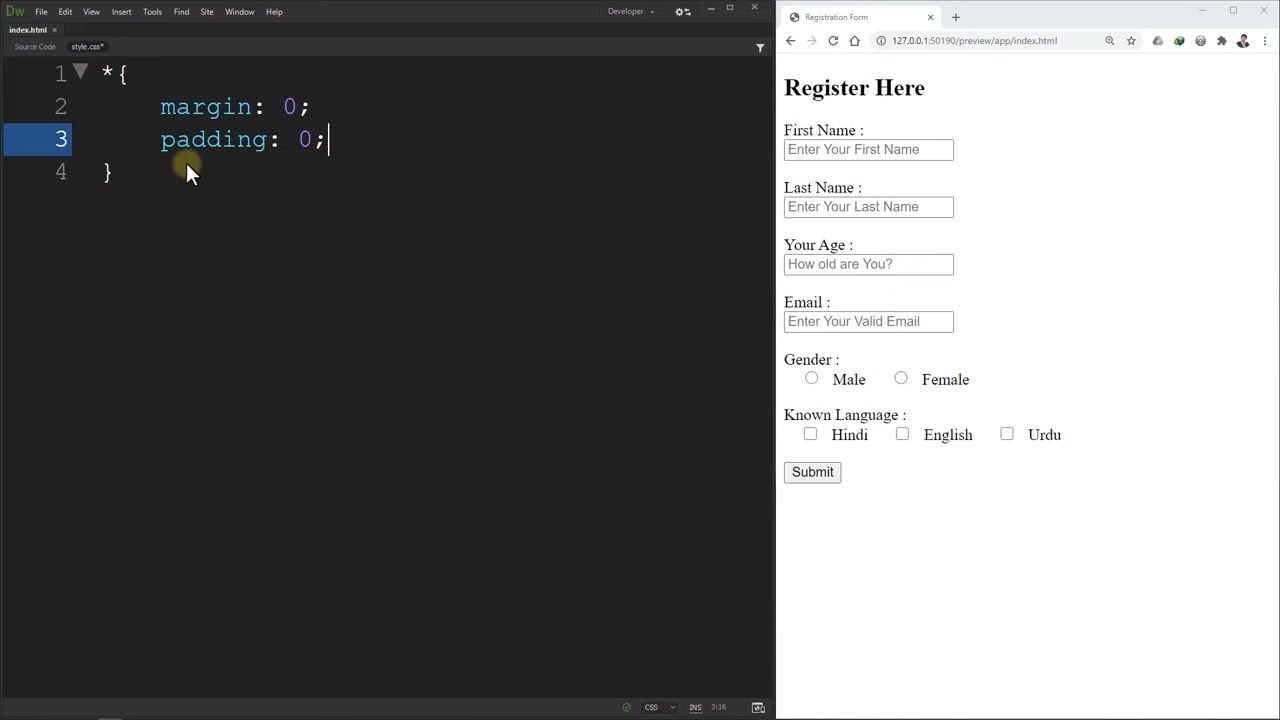 Dw File Edit View Insert Tools Find Site Window Help Developer
index.html
Source Code style.css*
1 *{
2 margin: 0;
3 padding: 0;
4 }
CSS INS 3:16
Registration Form
127.0.0.1:50190/preview/app/index.html
Register Here
First Name :
Enter Your First Name
Last Name :
Enter Your Last Name
Your Age :
How old are You?
Email :
Enter Your Valid Email
Gender :
Male Female
Known Language :
Hindi English Urdu
Submit